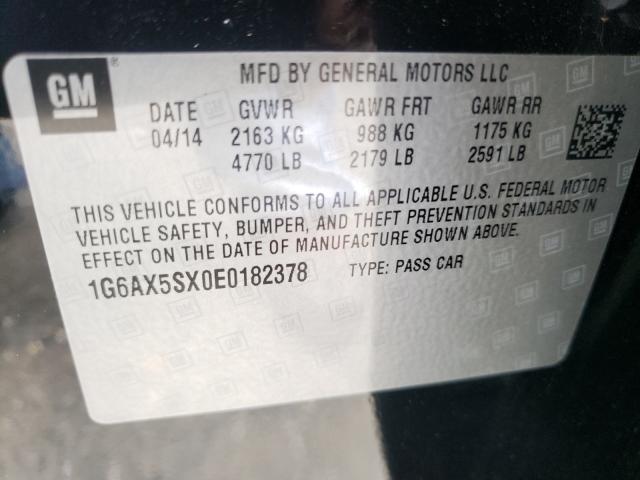 GM ®
MFD BY GENERAL MOTORS LLC
DATE GVWR GAWR FRT GAWR RR
04/14 2163 KG 988 KG 1175 KG
4770 LB 2179 LB 2591 LB
THIS VEHICLE CONFORMS TO ALL APPLICABLE U.S. FEDERAL MOTOR
VEHICLE SAFETY, BUMPER, AND THEFT PREVENTION STANDARDS IN
EFFECT ON THE DATE OF MANUFACTURE SHOWN ABOVE.
1G6AX5SX0E0182378 TYPE: PASS CAR